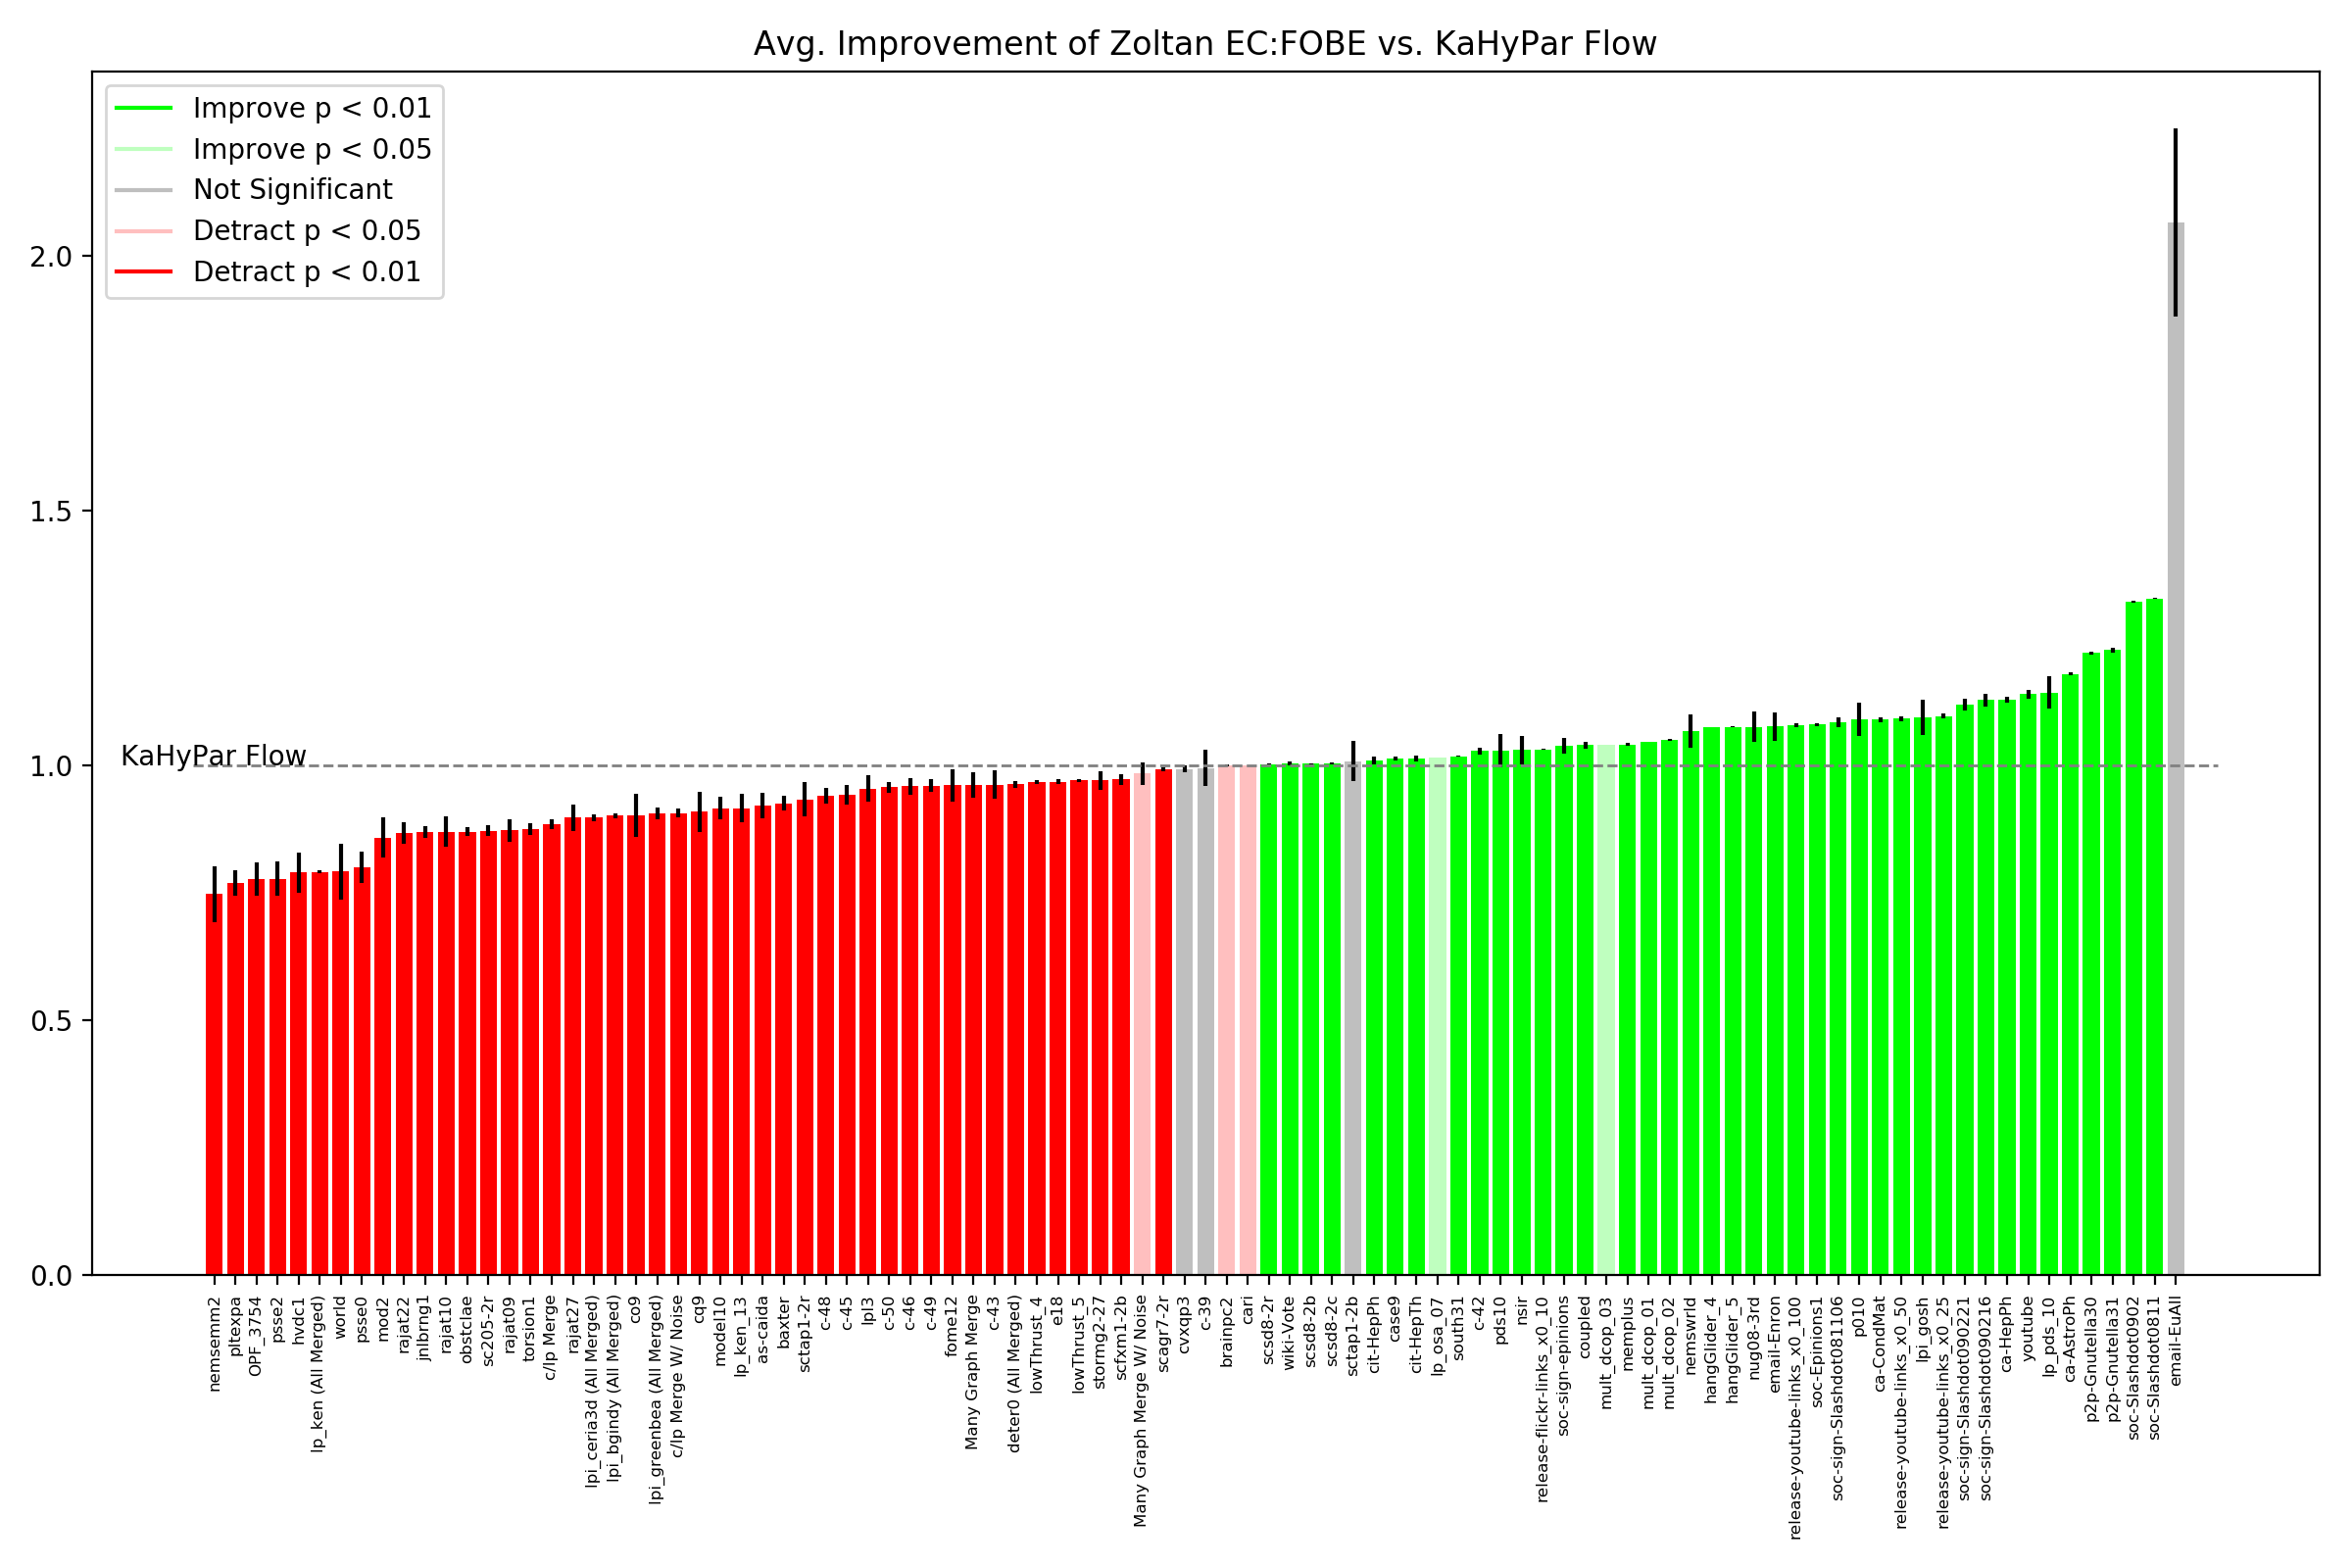 Avg. Improvement of Zoltan EC:FOBE vs. KaHyPar Flow
Improve p < 0.01
Improve p < 0.05
Not Significant
Detract p < 0.05
Detract p < 0.01
2.0
1.5
1.0
0.5
0.0
KaHyPar Flow
nemsemm2
pltexpa
OPF_3754
psse2
hvdc1
lp_ken (All Merged)
world
psse0
mod2
rajat22
jnlbrng1
rajat10
obstclae
sc205-2r
rajat09
torsion1
c/lp Merge
rajat27
lpi_ceria3d (All Merged)
lpi_bgindy (All Merged)
co9
lpi_greenbea (All Merged)
c/lp Merge W/ Noise
cq9
model10
lp_ken_13
as-caida
baxter
sctap1-2r
c-48
c-45
lpl3
c-50
c-46
c-49
fome12
Many Graph Merge
c-43
deter0 (All Merged)
lowThrust_4
e18
lowThrust_5
stormg2-27
scfxm1-2b
Many Graph Merge W/ Noise
scagr7-2r
cvxqp3
c-39
brainpc2
cari
scsd8-2r
wiki-Vote
scsd8-2b
scsd8-2c
sctap1-2b
cit-HepPh
case9
cit-HepTh
lp_osa_07
south31
c-42
pds10
nsir
release-flickr-links_x0_10
soc-sign-epinions
coupled
mult_dcop_03
memplus
mult_dcop_01
mult_dcop_02
nemswrld
hangGlider_4
hangGlider_5
nug08-3rd
email-Enron
release-youtube-links_x0_100
soc-Epinions1
soc-sign-Slashdot081106
p010
ca-CondMat
release-youtube-links_x0_50
lpi_gosh
release-youtube-links_x0_25
soc-sign-Slashdot090221
soc-sign-Slashdot090216
ca-HepPh
youtube
lp_pds_10
ca-AstroPh
p2p-Gnutella30
p2p-Gnutella31
soc-Slashdot0902
soc-Slashdot0811
email-EuAll